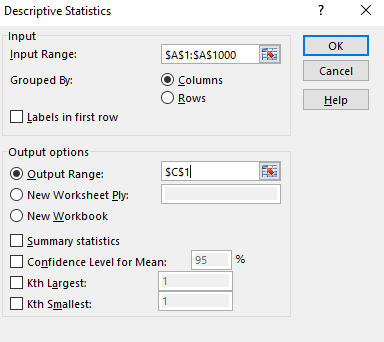 Descriptive Statistics ? ×
Input
Input Range: $A$1:$A$1000 OK
Grouped By: Columns Cancel
Rows
Help
Labels in first row
Output options
Output Range: $C$1
New Worksheet Ply:
New Workbook
Summary statistics
Confidence Level for Mean: 95 %
Kth Largest: 1
Kth Smallest: 1